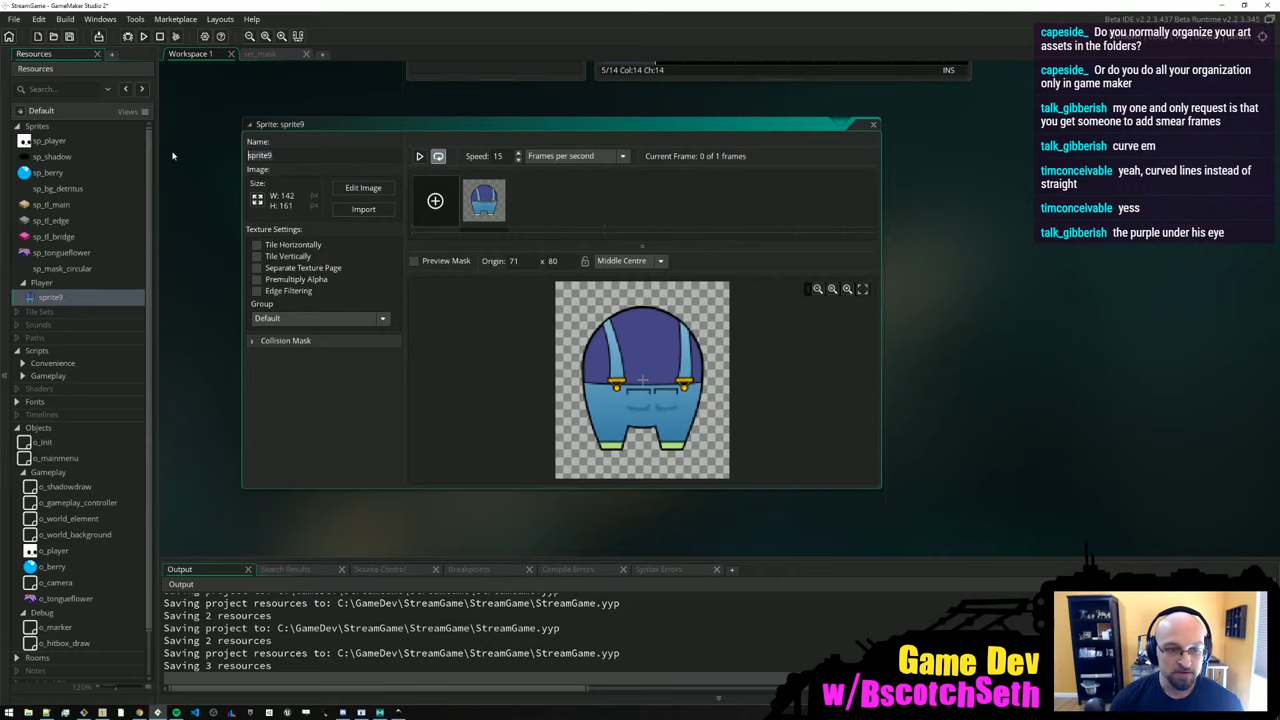 StreamGame - GameMaker Studio 2*
File Edit Build Windows Tools Marketplace Layouts Help
Beta IDE v2.2.3.437 Beta Runtime v2.2.3.345
Resources
Workspace 1
set_mask
Resources
Search...
Default Views
Sprites
sp_player
sp_shadow
sp_berry
sp_bg_detritus
sp_tl_main
sp_tl_edge
sp_tl_bridge
sp_tongueflower
sp_mask_circular
Player
sprite9
Tile Sets
Sounds
Paths
Scripts
Convenience
Gameplay
Shaders
Fonts
Timelines
Objects
o_init
o_mainmenu
Gameplay
o_shadowdraw
o_gameplay_controller
o_world_element
o_world_background
o_player
o_berry
o_camera
o_tongueflower
Debug
o_marker
o_hitbox_draw
Rooms
Notes
120%
5/14 Col:14 Ch:14
INS
Sprite: sprite9
Name:
sprite9
Image:
Size:
W: 142 px
H: 161 px
Edit Image
Import
Texture Settings:
Tile Horizontally
Tile Vertically
Separate Texture Page
Premultiply Alpha
Edge Filtering
Group
Default
Collision Mask
Speed: 15 Frames per second Current Frame: 0 of 1 frames
Preview Mask Origin: 71 x 80 Middle Centre
Output
Search Results
Source Control
Breakpoints
Compile Errors
Syntax Errors
Output
Saving project resources to: C:\GameDev\StreamGame\StreamGame.yyp
Saving 2 resources
Saving project to: C:\GameDev\StreamGame\StreamGame.yyp
Saving 2 resources
Saving project resources to: C:\GameDev\StreamGame\StreamGame.yyp
Saving 3 resources
capeside_ Do you normally organize your art
assets in the folders?
capeside_ Or do you do all your organization
only in game maker
talk_gibberish my one and only request is that
you get someone to add smear frames
talk_gibberish curve em
timconceivable yeah, curved lines instead of
straight
timconceivable yess
talk_gibberish the purple under his eye
Game Dev
w/BscotchSeth